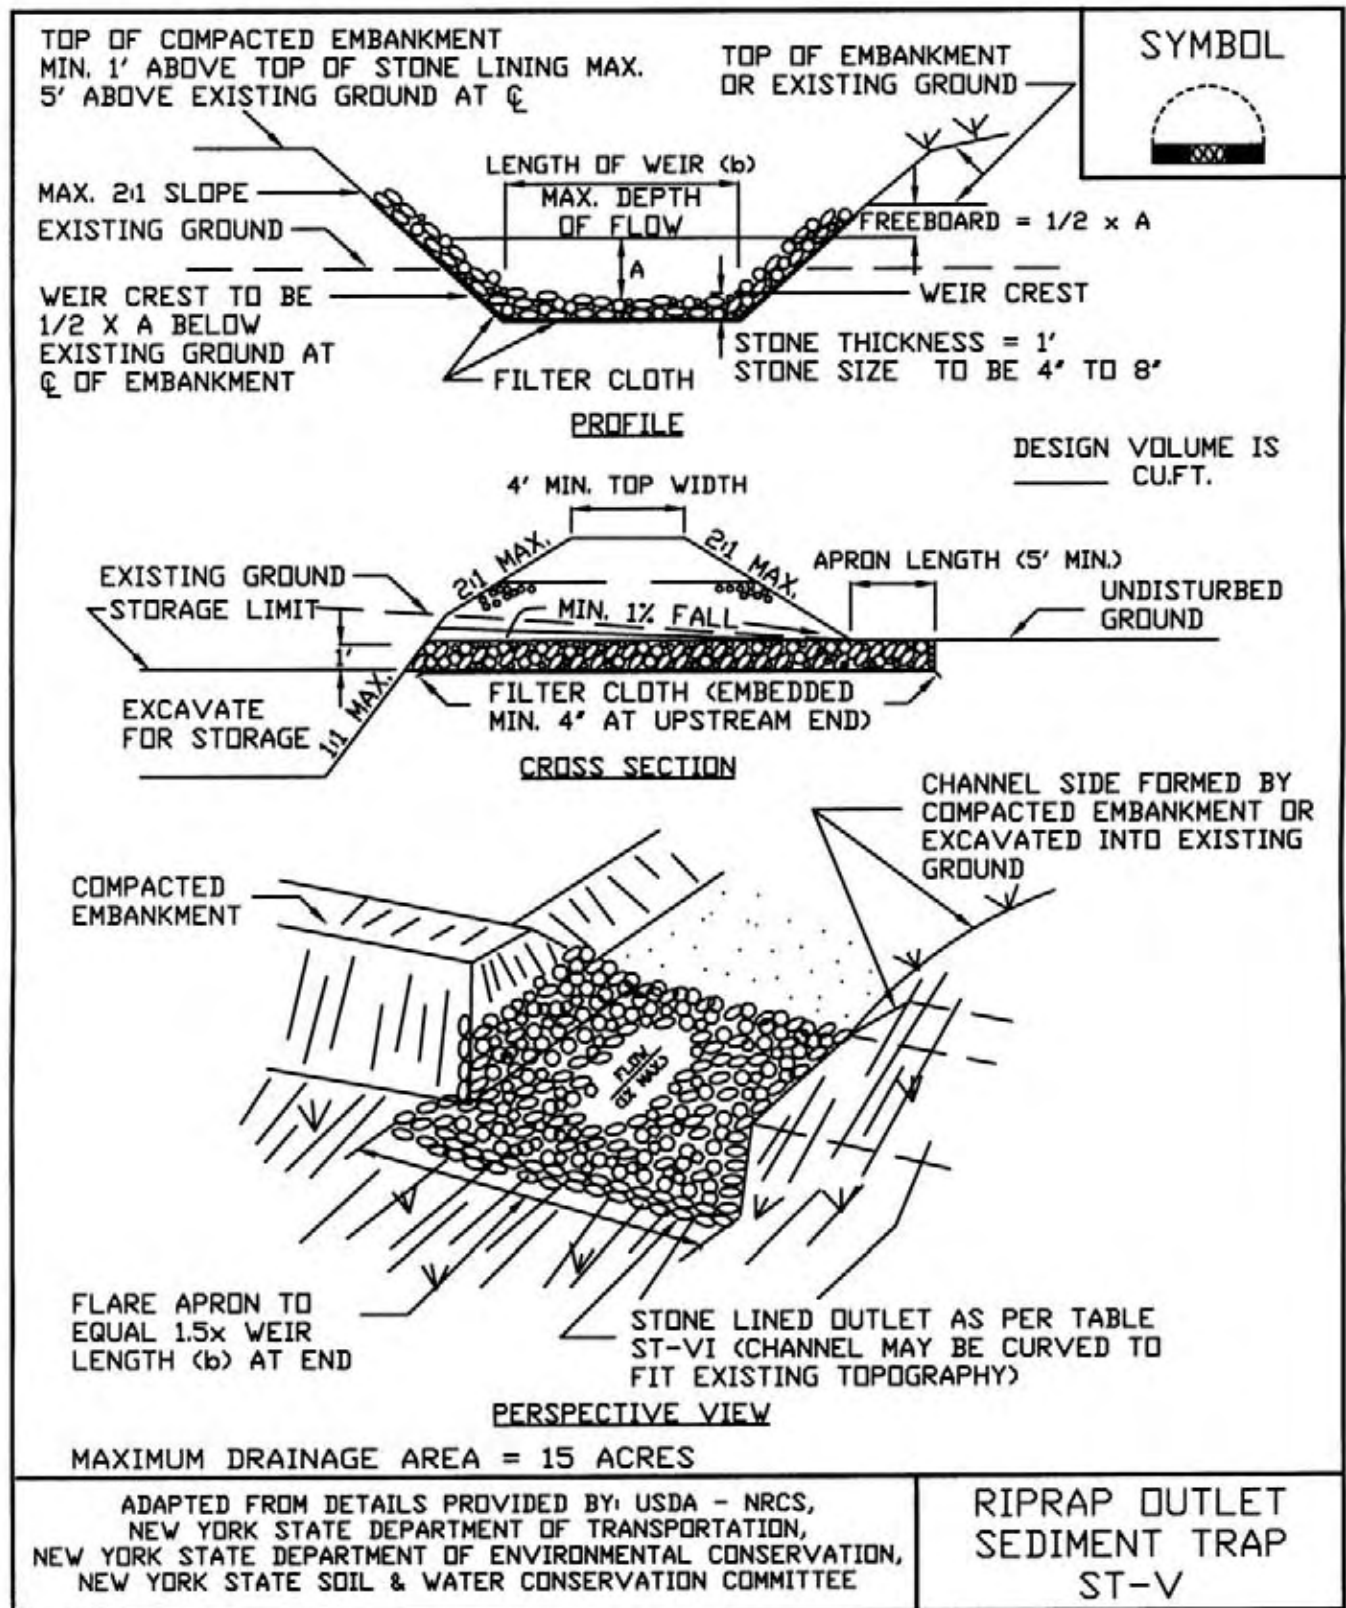 TOP OF COMPACTED EMBANKMENT
MIN. 1' ABOVE TOP OF STONE LINING MAX.
5' ABOVE EXISTING GROUND AT ℄
TOP OF EMBANKMENT
OR EXISTING GROUND
SYMBOL
LENGTH OF WEIR (b)
MAX. 2:1 SLOPE
MAX. DEPTH
OF FLOW
EXISTING GROUND
FREEBOARD = 1/2 x A
A
WEIR CREST TO BE
1/2 X A BELOW
EXISTING GROUND AT
℄ OF EMBANKMENT
WEIR CREST
STONE THICKNESS = 1'
STONE SIZE TO BE 4" TO 8"
FILTER CLOTH
PROFILE
DESIGN VOLUME IS
____ CU.FT.
4' MIN. TOP WIDTH
2:1 MAX.
2:1 MAX.
APRON LENGTH (5' MIN.)
EXISTING GROUND
STORAGE LIMIT
MIN. 1% FALL
UNDISTURBED
GROUND
1'
EXCAVATE
FOR STORAGE
1:1 MAX.
FILTER CLOTH (EMBEDDED
MIN. 4" AT UPSTREAM END)
CROSS SECTION
CHANNEL SIDE FORMED BY
COMPACTED EMBANKMENT OR
EXCAVATED INTO EXISTING
GROUND
COMPACTED
EMBANKMENT
FLOW
(1% MAX)
FLARE APRON TO
EQUAL 1.5x WEIR
LENGTH (b) AT END
STONE LINED OUTLET AS PER TABLE
ST-VI (CHANNEL MAY BE CURVED TO
FIT EXISTING TOPOGRAPHY)
PERSPECTIVE VIEW
MAXIMUM DRAINAGE AREA = 15 ACRES
ADAPTED FROM DETAILS PROVIDED BY: USDA - NRCS,
NEW YORK STATE DEPARTMENT OF TRANSPORTATION,
NEW YORK STATE DEPARTMENT OF ENVIRONMENTAL CONSERVATION,
NEW YORK STATE SOIL & WATER CONSERVATION COMMITTEE
RIPRAP OUTLET
SEDIMENT TRAP
ST-V